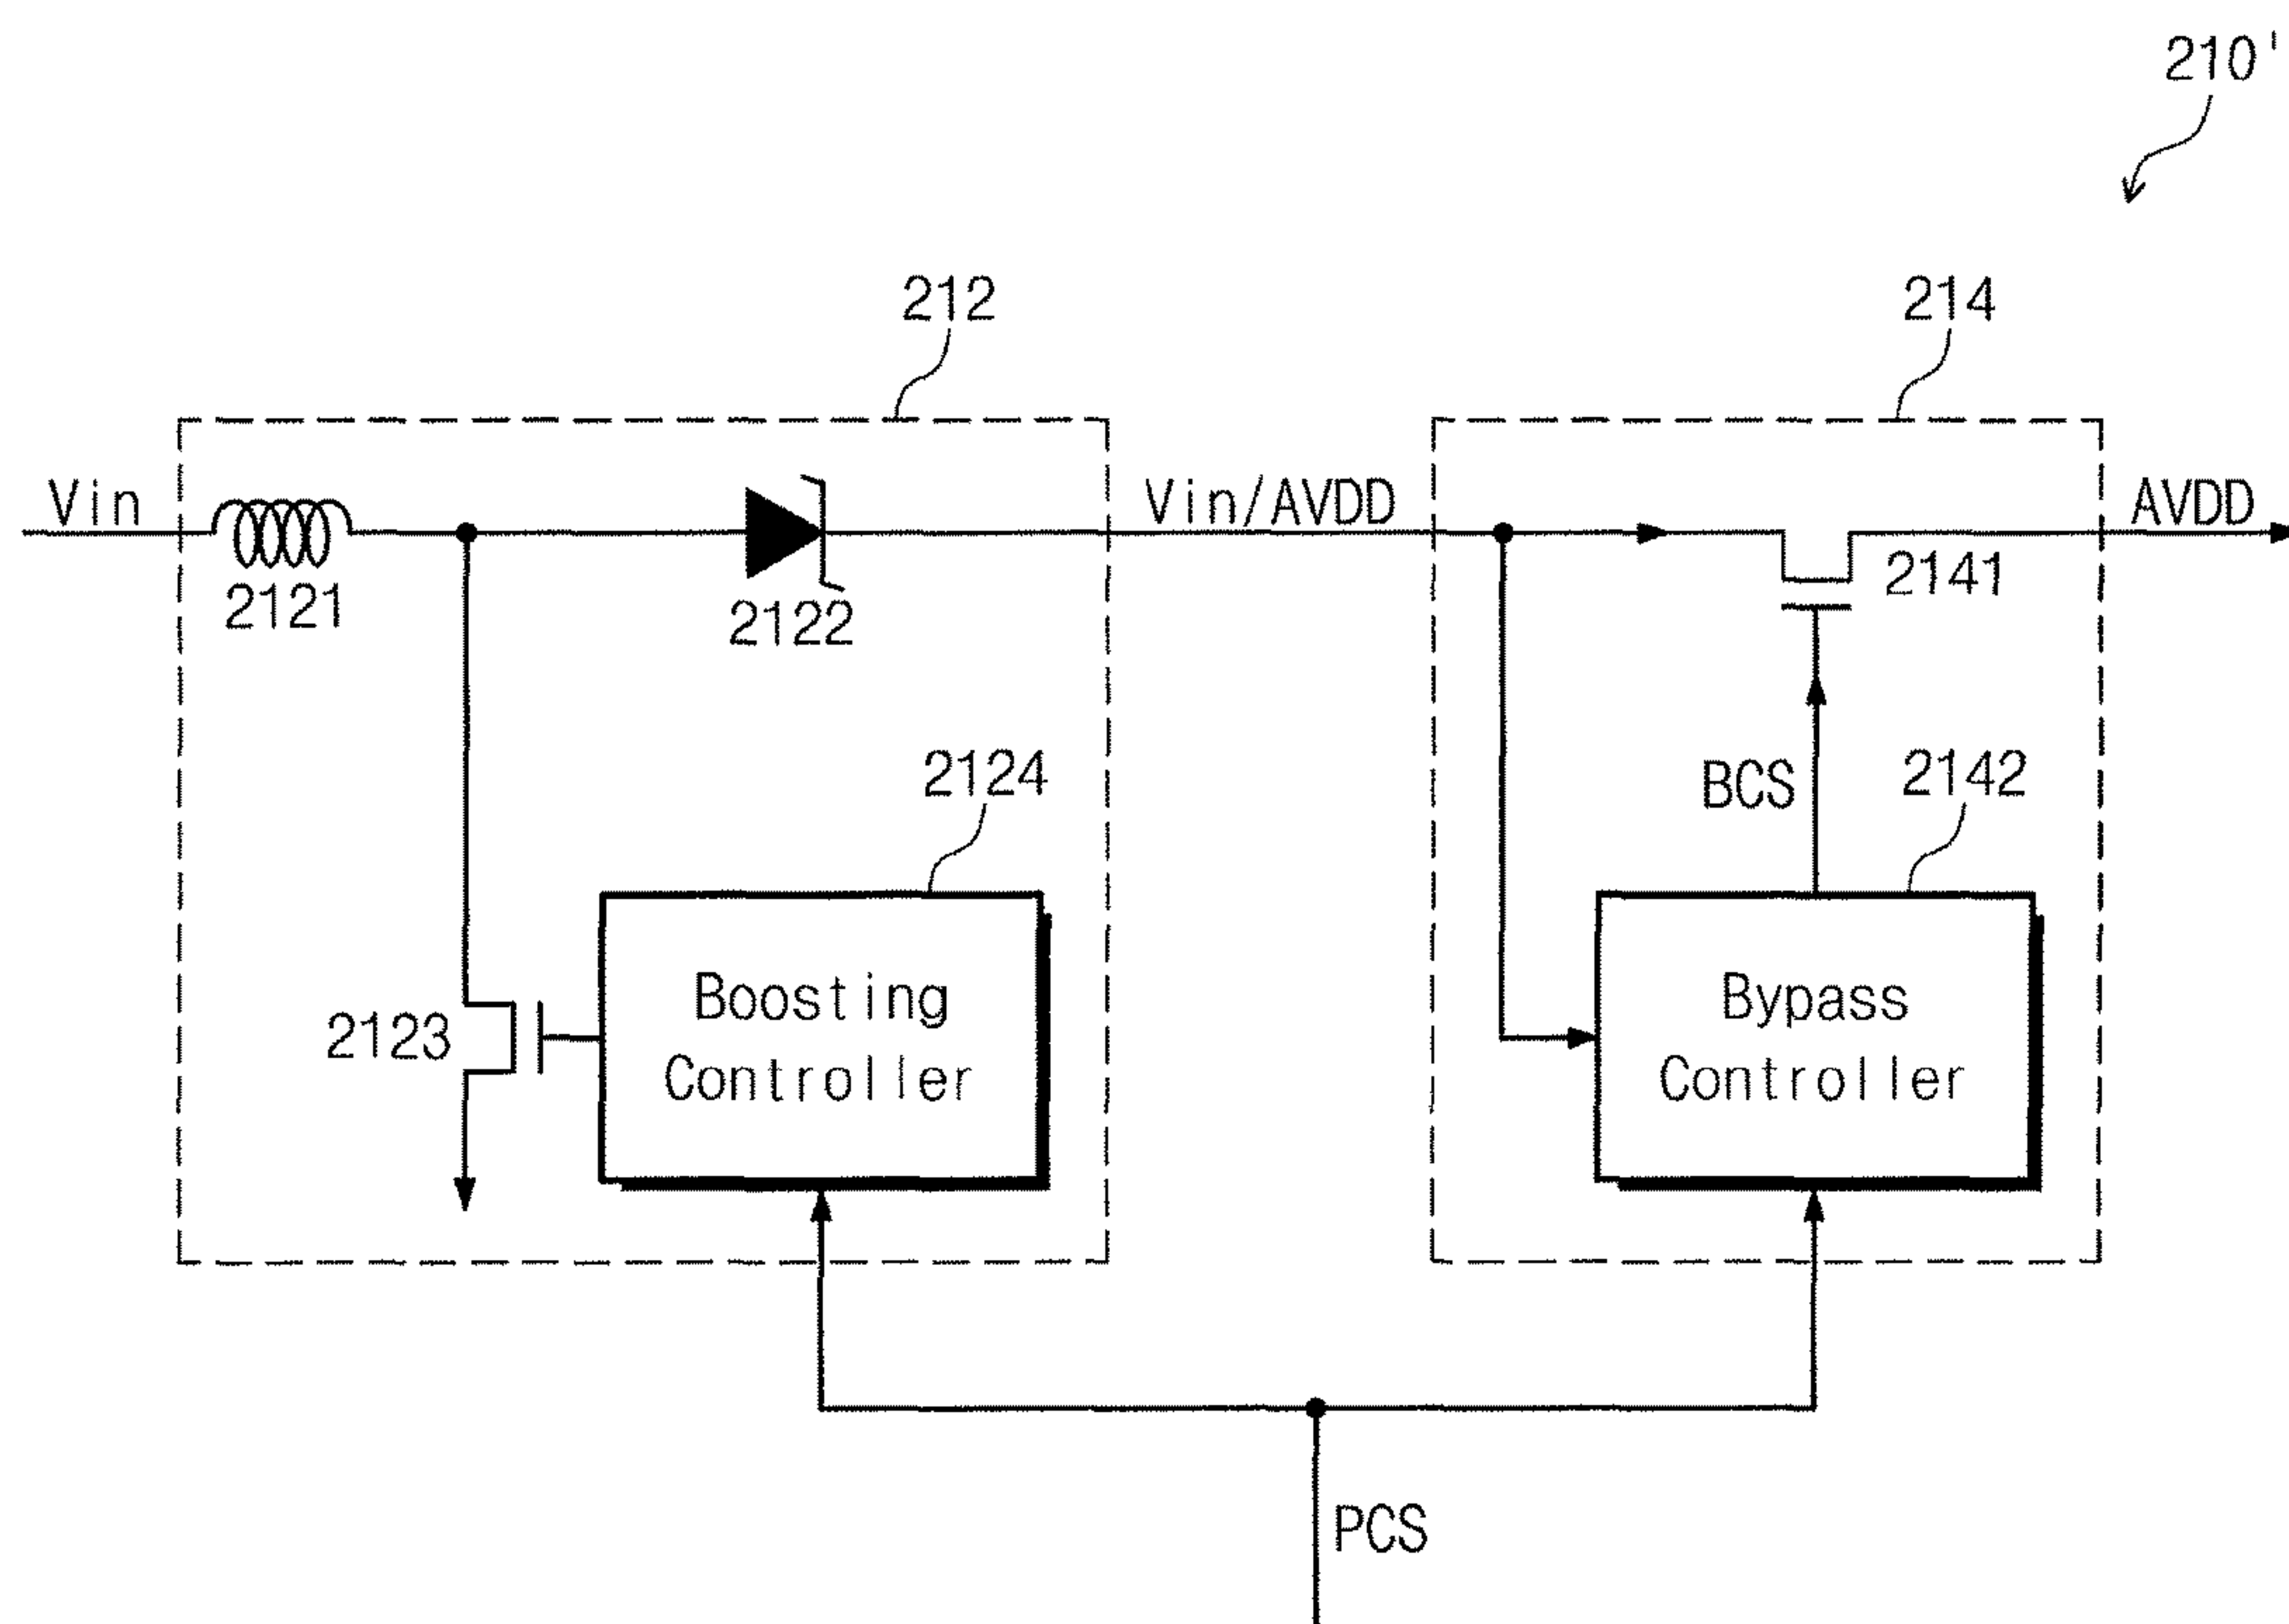 210'
212
214
Vin
Vin/AVDD
AVDD
2121
2122
2141
2124
BCS
2142
2123
Boosting
Controller
Bypass
Controller
PCS